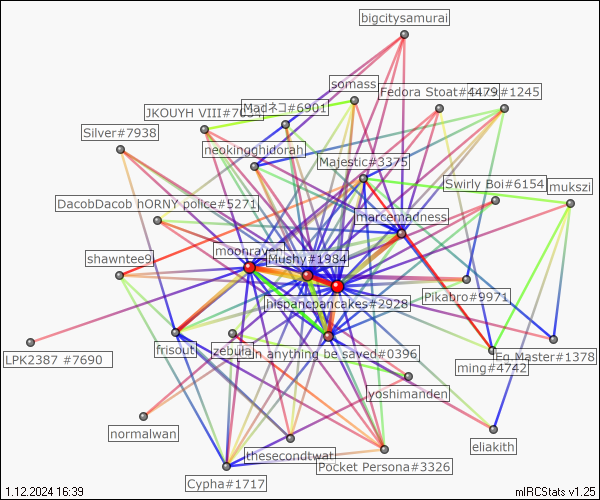 bigcitysamurai
somass
Fedora Stoat#4479
#1245
JKOUYH VIII#70
Madネコ#6901
Silver#7938
neokingghidorah
Majestic#3375
Swirly Boi#6154
mukszi
DacobDacob hORNY police#5271
marcemadness
moonraven
Mushy#1984
shawntee9
hispancpancakes#2928
Pikabro#9971
LPK2387 #7690
frisouti
zebulan
anything be saved#0396
Eg Master#1378
ming#4742
yoshimanden
normalwan
eliakith
thesecondtwat
Pocket Persona#3326
Cypha#1717
1.12.2024 16:39
mIRCStats v1.25